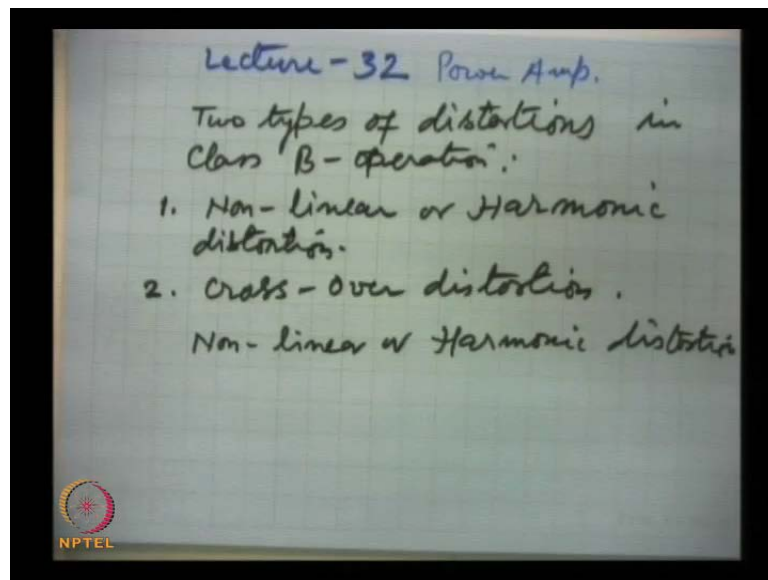 Lecture-32 Power Amp.
Two types of distortions in
Class B-operation:
1. Non-linear or Harmonic
distortion.
2. Cross-Over distortion.
Non-linear or Harmonic distortion
NPTEL